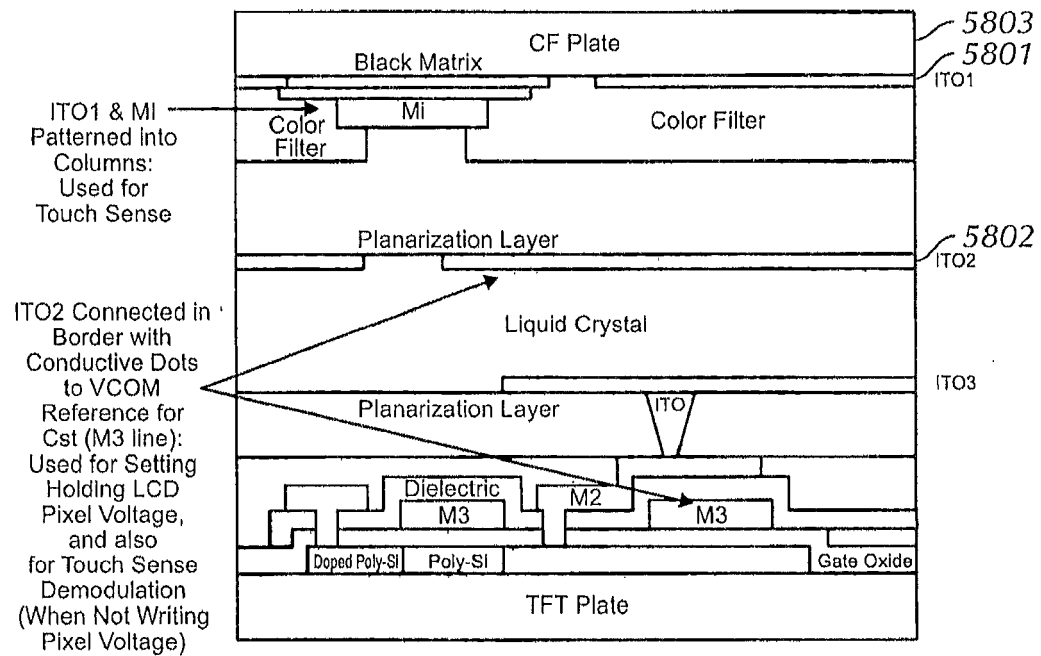 5803
CF Plate
5801
Black Matrix
ITO1
ITO1 & MI
Patterned into
Columns:
Used for
Touch Sense
Mi
Color
Filter
Color Filter
Planarization Layer
5802
ITO2
ITO2 Connected in
Border with
Conductive Dots
to VCOM
Reference for
Cst (M3 line):
Used for Setting
Holding LCD
Pixel Voltage,
and also
for Touch Sense
Demodulation
(When Not Writing
Pixel Voltage)
Liquid Crystal
ITO3
Planarization Layer
ITO
Dielectric
M2
M3
M3
Doped Poly-SI
Poly-SI
Gate Oxide
TFT Plate